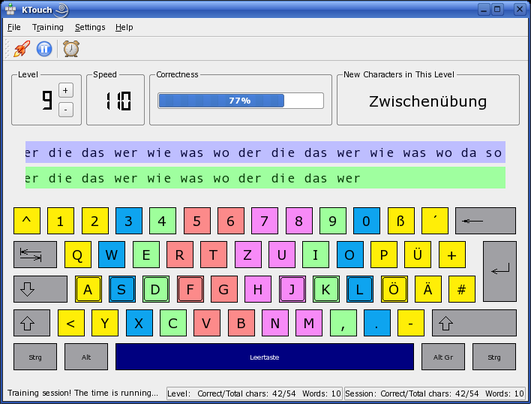 KTouch
File Training Settings Help
Level Speed Correctness New Characters in This Level
9 + - 110 77% Zwischenübung
er die das wer wie was wo der die das wer wie was wo da so
er die das wer wie was wo der die das wer
^ 1 2 3 4 5 6 7 8 9 0 ß ´
Q W E R T Z U I O P Ü +
A S D F G H J K L Ö Ä #
< Y X C V B N M , . -
Strg Alt Leertaste Alt Gr Strg
Training session! The time is running... Level: Correct/Total chars: 42/54 Words: 10 Session: Correct/Total chars: 42/54 Words: 10